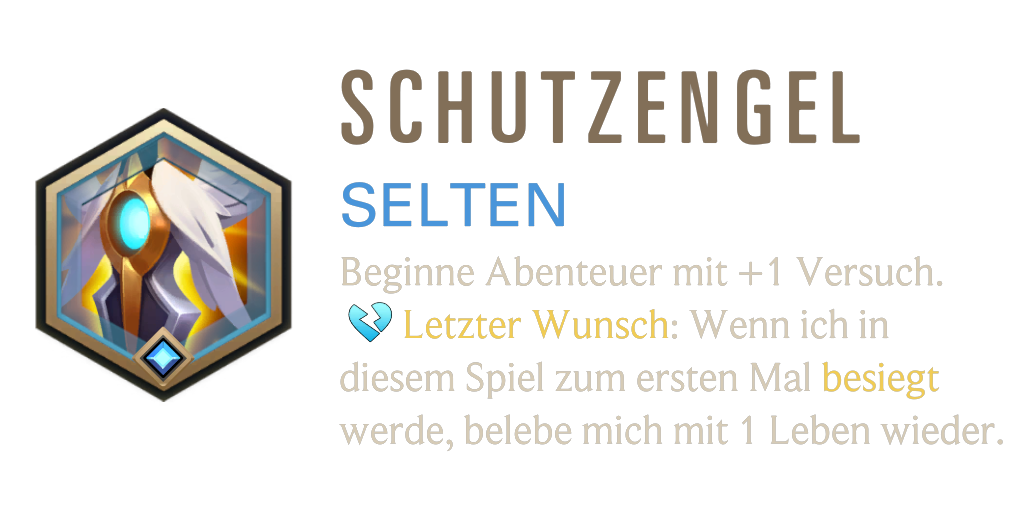 SCHUTZENGEL
SELTEN
Beginne Abenteuer mit +1 Versuch.
Letzter Wunsch: Wenn ich in
diesem Spiel zum ersten Mal besiegt
werde, belebe mich mit 1 Leben wieder.